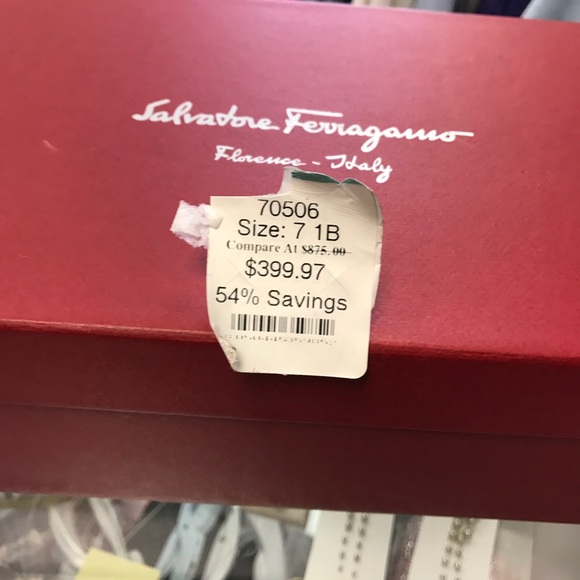 Salvatore Ferragamo
Florence - Italy
70506
Size: 7 1B
Compare At $875.00
$399.97
54% Savings